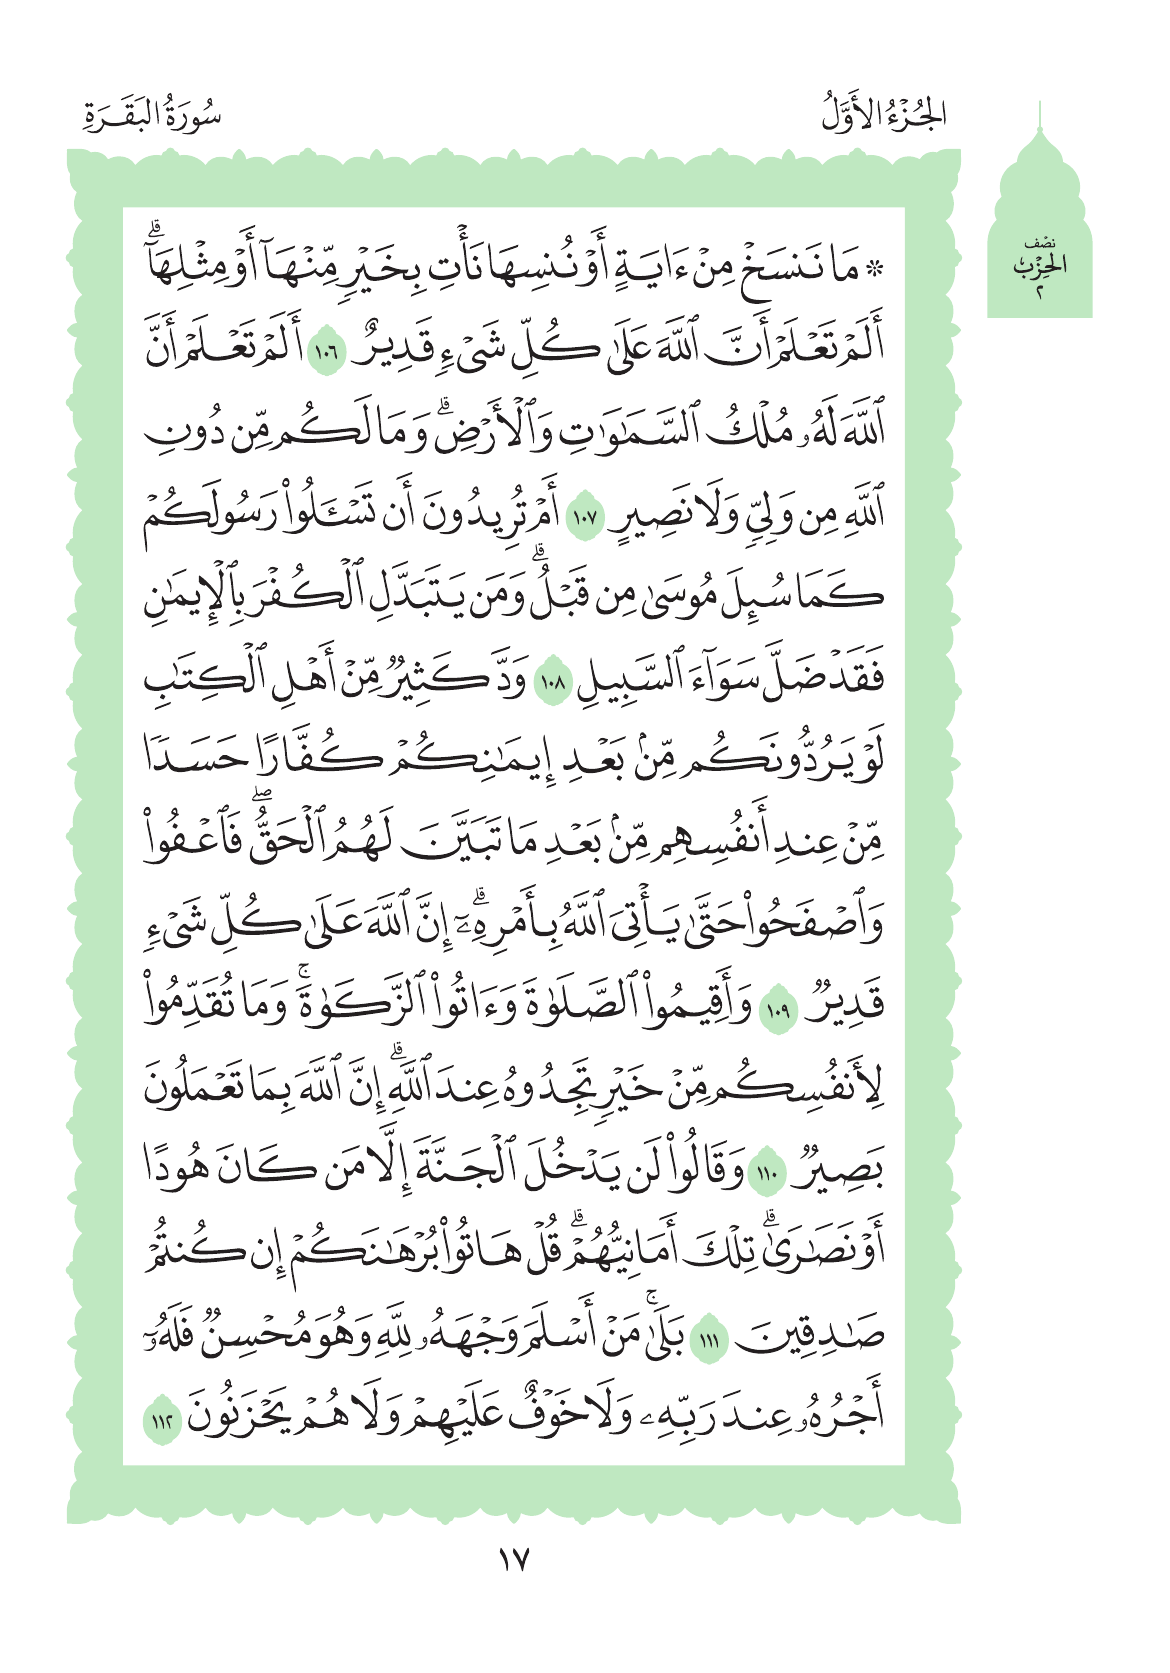 الجُزْءُ الأَوَّلُ
سُورَةُ البَقَرَةِ
نصْف
الحِزْب
٢
۞ مَا نَنسَخْ مِنْ ءَايَةٍ أَوْ نُنسِهَا نَأْتِ بِخَيْرٍ مِّنْهَآ أَوْ مِثْلِهَآۗ
أَلَمْ تَعْلَمْ أَنَّ ٱللَّهَ عَلَىٰ كُلِّ شَىْءٍ قَدِيرٌ ١٠٦ أَلَمْ تَعْلَمْ أَنَّ
ٱللَّهَ لَهُۥ مُلْكُ ٱلسَّمَٰوَٰتِ وَٱلْأَرْضِۗ وَمَا لَكُم مِّن دُونِ
ٱللَّهِ مِن وَلِىٍّ وَلَا نَصِيرٍ ١٠٧ أَمْ تُرِيدُونَ أَن تَسْـَٔلُوا۟ رَسُولَكُمْ
كَمَا سُئِلَ مُوسَىٰ مِن قَبْلُۗ وَمَن يَتَبَدَّلِ ٱلْكُفْرَ بِٱلْإِيمَٰنِ
فَقَدْ ضَلَّ سَوَآءَ ٱلسَّبِيلِ ١٠٨ وَدَّ كَثِيرٌ مِّنْ أَهْلِ ٱلْكِتَٰبِ
لَوْ يَرُدُّونَكُم مِّنۢ بَعْدِ إِيمَٰنِكُمْ كُفَّارًا حَسَدًا
مِّنْ عِندِ أَنفُسِهِم مِّنۢ بَعْدِ مَا تَبَيَّنَ لَهُمُ ٱلْحَقُّۖ فَٱعْفُوا۟
وَٱصْفَحُوا۟ حَتَّىٰ يَأْتِىَ ٱللَّهُ بِأَمْرِهِۦٓۗ إِنَّ ٱللَّهَ عَلَىٰ كُلِّ شَىْءٍ
قَدِيرٌ ١٠٩ وَأَقِيمُوا۟ ٱلصَّلَوٰةَ وَءَاتُوا۟ ٱلزَّكَوٰةَۚ وَمَا تُقَدِّمُوا۟
لِأَنفُسِكُم مِّنْ خَيْرٍ تَجِدُوهُ عِندَ ٱللَّهِۗ إِنَّ ٱللَّهَ بِمَا تَعْمَلُونَ
بَصِيرٌ ١١٠ وَقَالُوا۟ لَن يَدْخُلَ ٱلْجَنَّةَ إِلَّا مَن كَانَ هُودًا
أَوْ نَصَٰرَىٰۗ تِلْكَ أَمَانِيُّهُمْۗ قُلْ هَاتُوا۟ بُرْهَٰنَكُمْ إِن كُنتُمْ
صَٰدِقِينَ ١١١ بَلَىٰۚ مَنْ أَسْلَمَ وَجْهَهُۥ لِلَّهِ وَهُوَ مُحْسِنٌ فَلَهُۥٓ
أَجْرُهُۥ عِندَ رَبِّهِۦ وَلَا خَوْفٌ عَلَيْهِمْ وَلَا هُمْ يَحْزَنُونَ ١١٢
١٧